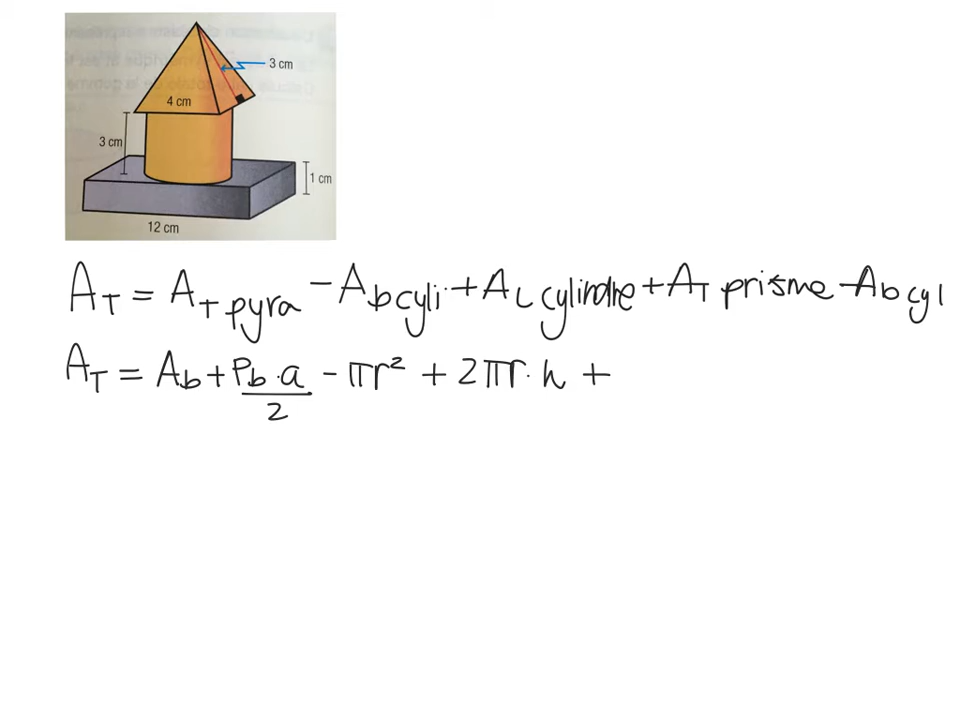 3 cm
4 cm
3 cm
1 cm
12 cm
A_T = A_T pyra - A_b cyli + A_L cylindre + A_T prisme - A_b cyl
A_T = A_b + P_b · a / 2 - πr² + 2πr · h +